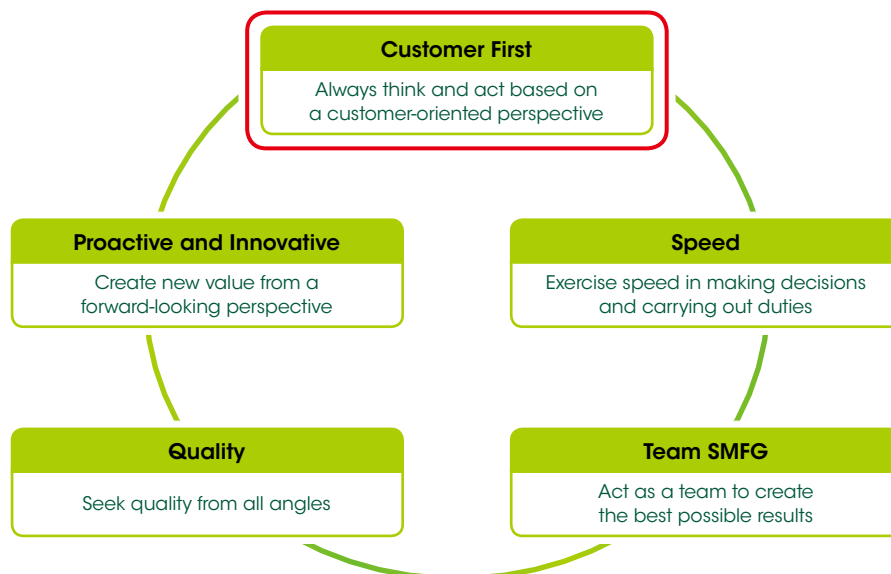 Customer First
Always think and act based on
a customer-oriented perspective
Proactive and Innovative
Create new value from a
forward-looking perspective
Speed
Exercise speed in making decisions
and carrying out duties
Quality
Seek quality from all angles
Team SMFG
Act as a team to create
the best possible results